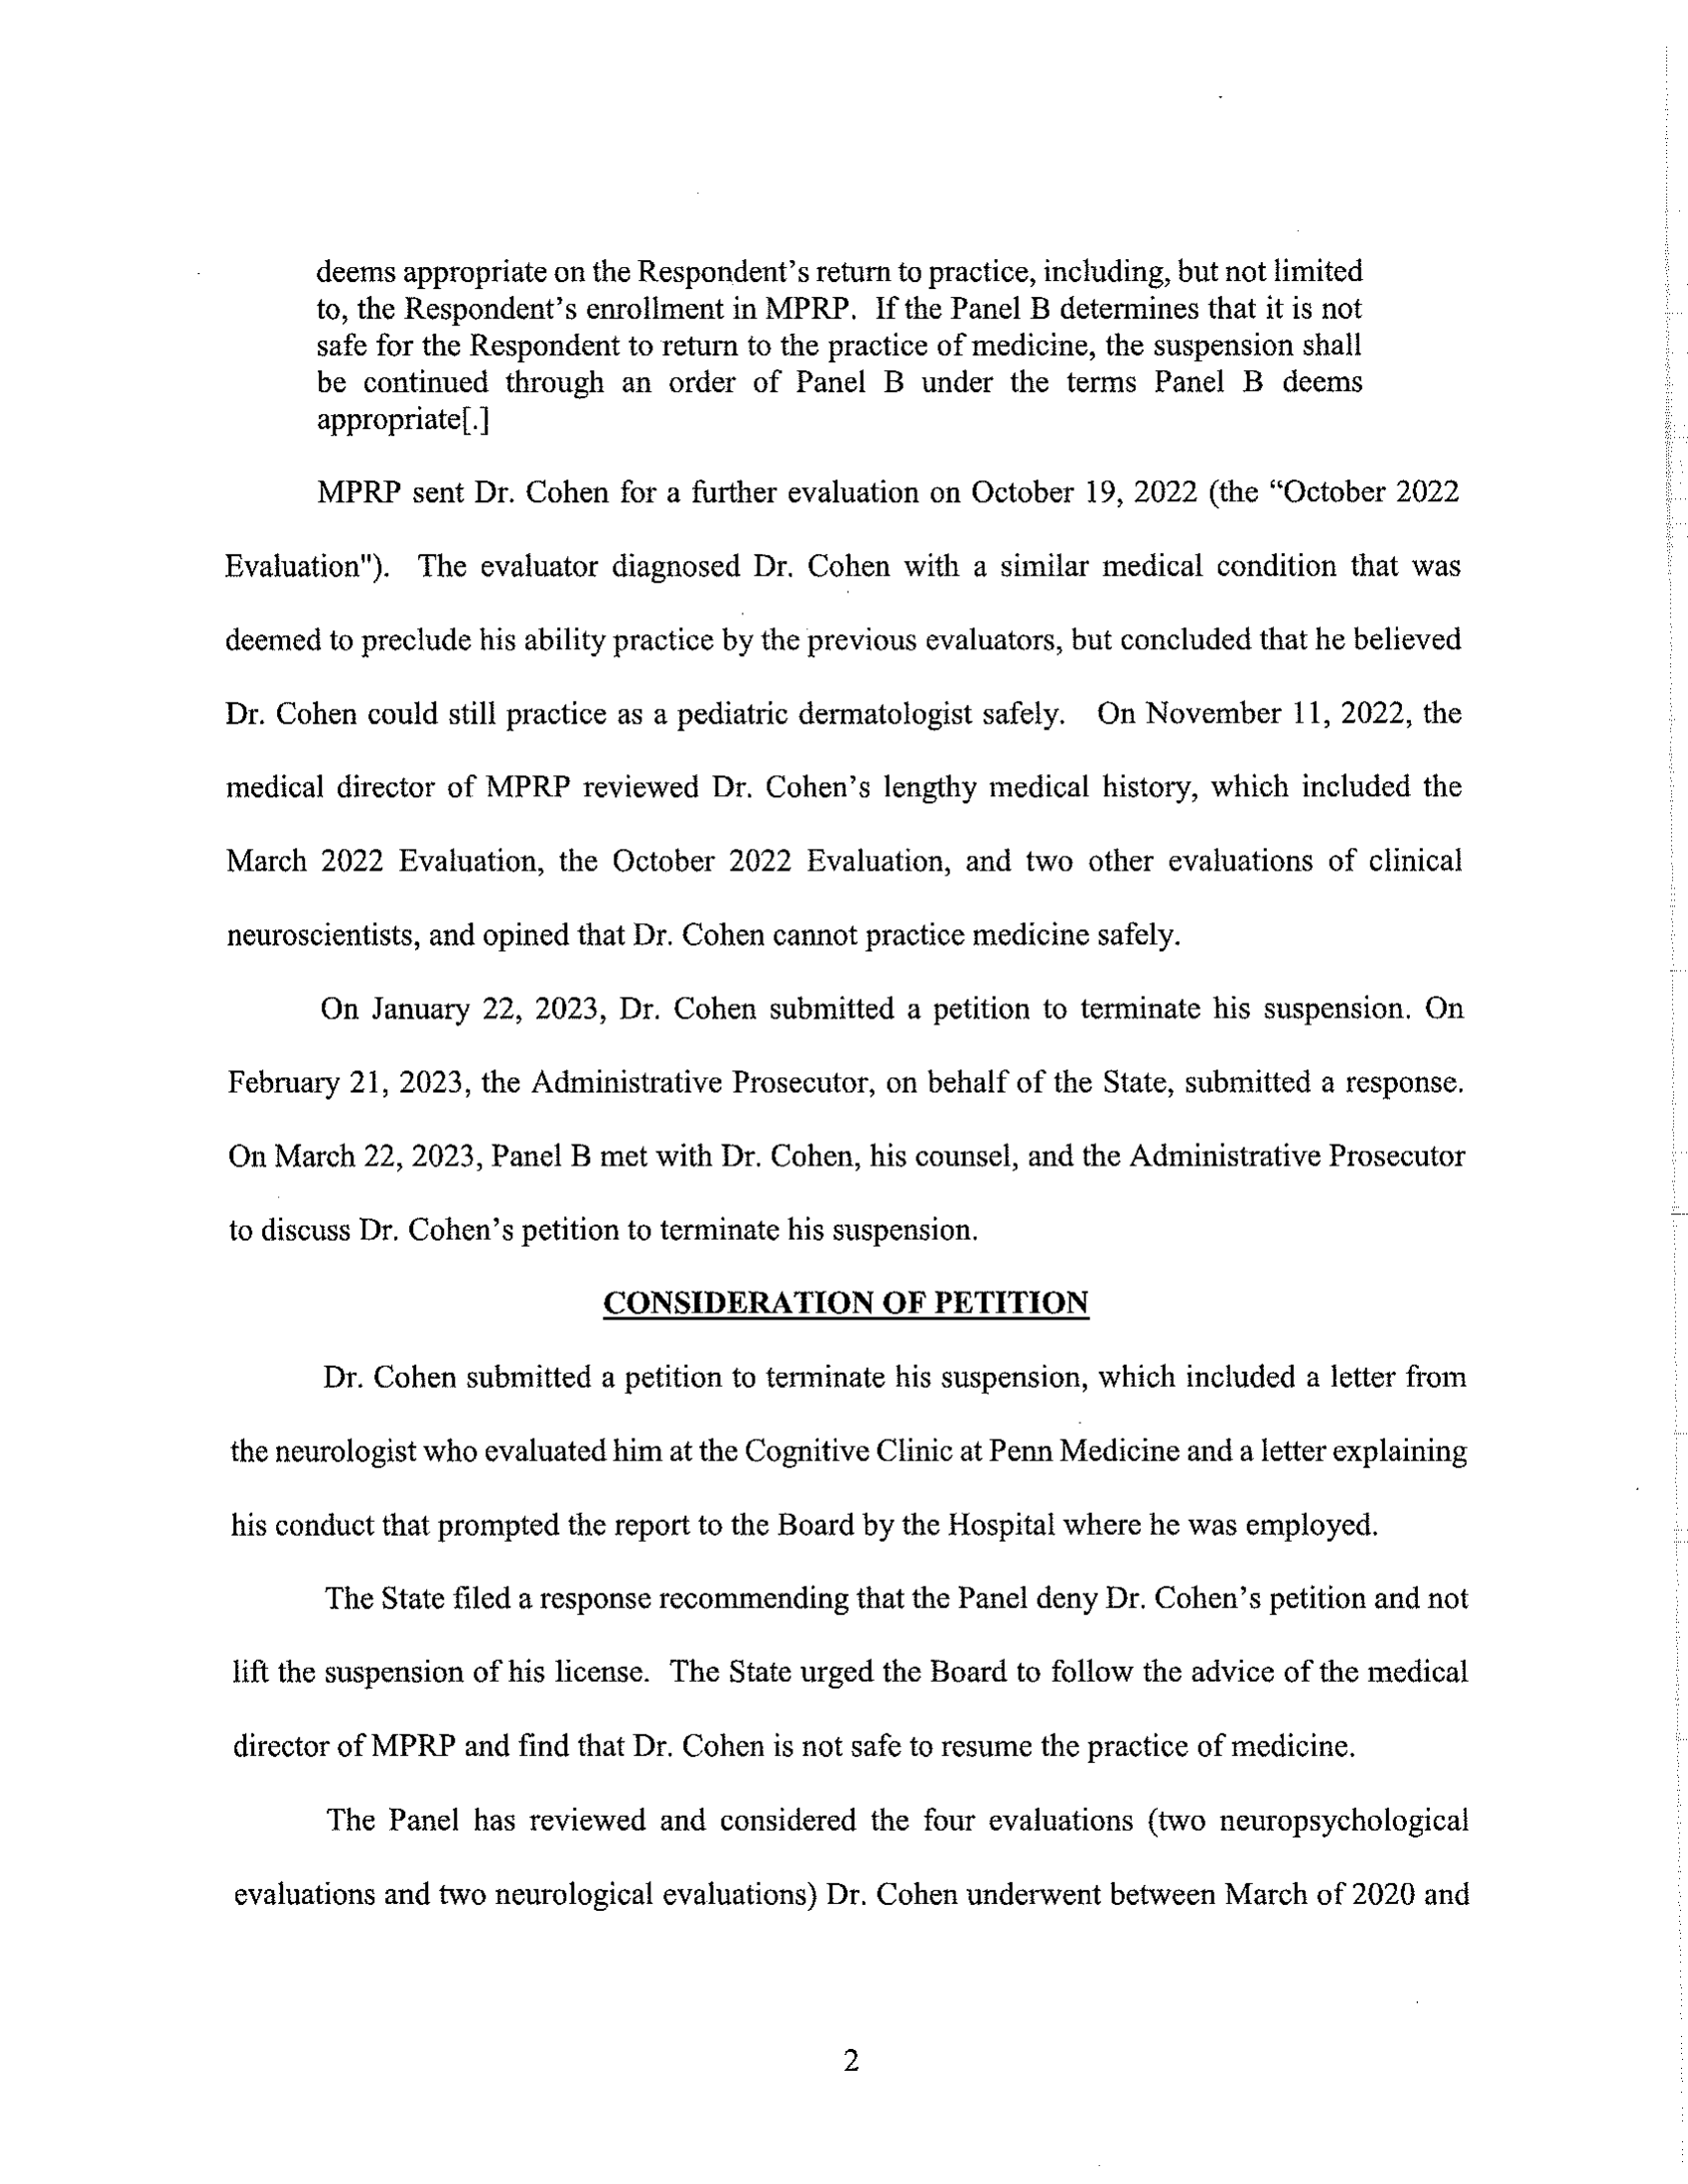 deems appropriate on the Respondent's return to practice, including, but not limited
to, the Respondent's enrollment in MPRP.  If the Panel B determines that it is not
safe for the Respondent to return to the practice of medicine, the suspension shall
be continued through an order of Panel B under the terms Panel B deems
appropriate[.]
MPRP sent Dr. Cohen for a further evaluation on October 19, 2022 (the “October 2022
Evaluation").  The evaluator diagnosed Dr. Cohen with a similar medical condition that was
deemed to preclude his ability practice by the previous evaluators, but concluded that he believed
Dr. Cohen could still practice as a pediatric dermatologist safely.  On November 11, 2022, the
medical director of MPRP reviewed Dr. Cohen's lengthy medical history, which included the
March 2022 Evaluation, the October 2022 Evaluation, and two other evaluations of clinical
neuroscientists, and opined that Dr. Cohen cannot practice medicine safely.
On January 22, 2023, Dr. Cohen submitted a petition to terminate his suspension. On
February 21, 2023, the Administrative Prosecutor, on behalf of the State, submitted a response.
On March 22, 2023, Panel B met with Dr. Cohen, his counsel, and the Administrative Prosecutor
to discuss Dr. Cohen's petition to terminate his suspension.
CONSIDERATION OF PETITION
Dr. Cohen submitted a petition to terminate his suspension, which included a letter from
the neurologist who evaluated him at the Cognitive Clinic at Penn Medicine and a letter explaining
his conduct that prompted the report to the Board by the Hospital where he was employed.
The State filed a response recommending that the Panel deny Dr. Cohen's petition and not
lift the suspension of his license.  The State urged the Board to follow the advice of the medical
director of MPRP and find that Dr. Cohen is not safe to resume the practice of medicine.
The Panel has reviewed and considered the four evaluations (two neuropsychological
evaluations and two neurological evaluations) Dr. Cohen underwent between March of 2020 and
2